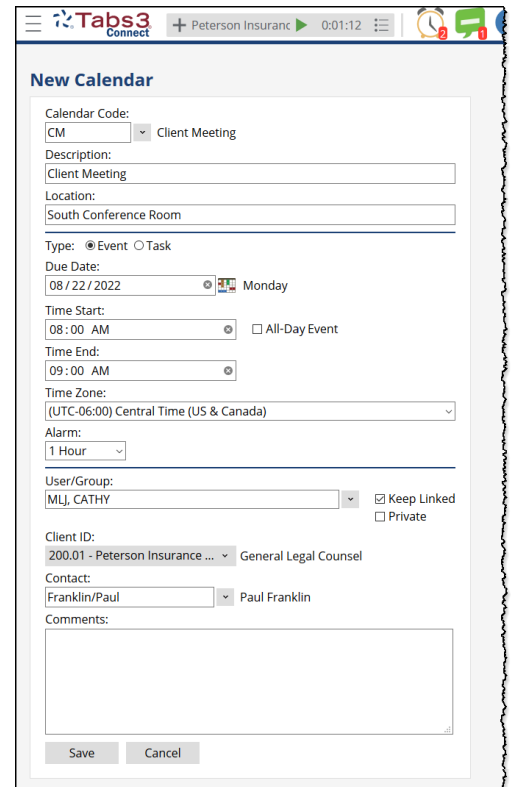 Tabs3
Connect
Peterson Insuranc
0:01:12
2
1
New Calendar
Calendar Code:
CM
Client Meeting
Description:
Client Meeting
Location:
South Conference Room
Type: Event Task
Due Date:
08/22/2022
Monday
Time Start:
08:00 AM
All-Day Event
Time End:
09:00 AM
Time Zone:
(UTC-06:00) Central Time (US & Canada)
Alarm:
1 Hour
User/Group:
MLJ, CATHY
Keep Linked
Private
Client ID:
200.01 - Peterson Insurance ...
General Legal Counsel
Contact:
Franklin/Paul
Paul Franklin
Comments:
Save Cancel